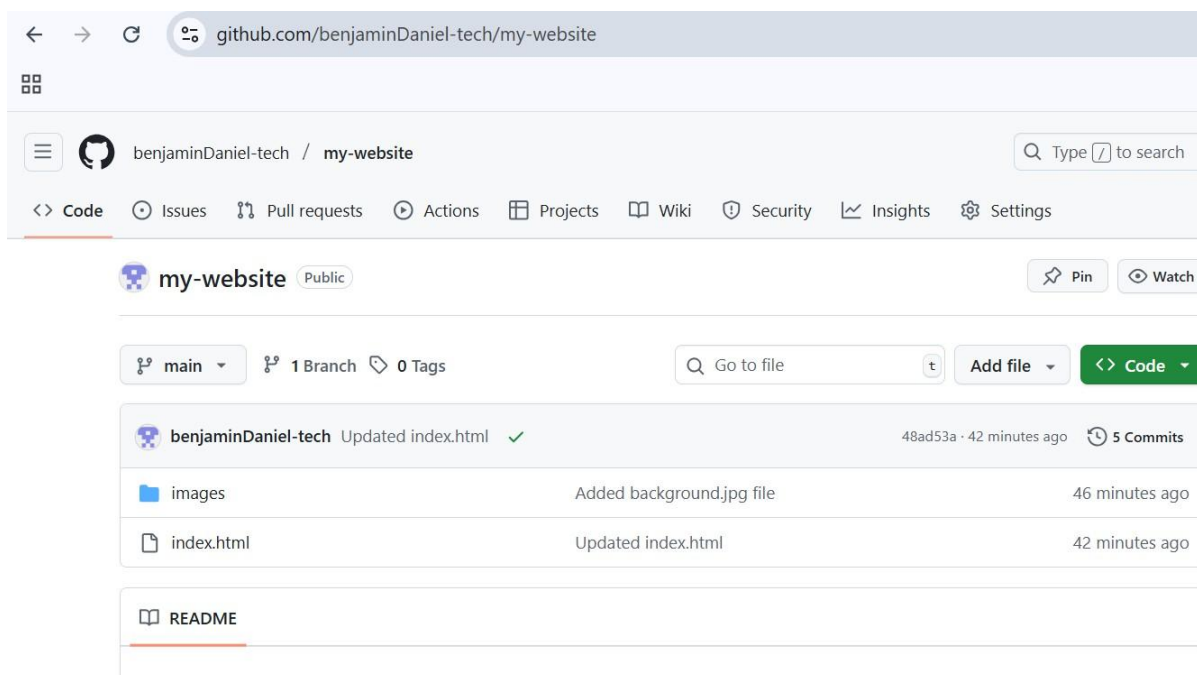 github.com/benjaminDaniel-tech/my-website
benjaminDaniel-tech / my-website
Type / to search
Code Issues Pull requests Actions Projects Wiki Security Insights Settings
my-website Public
Pin Watch
main 1 Branch 0 Tags Go to file t Add file Code
benjaminDaniel-tech Updated index.html 48ad53a · 42 minutes ago 5 Commits
images Added background.jpg file 46 minutes ago
index.html Updated index.html 42 minutes ago
README